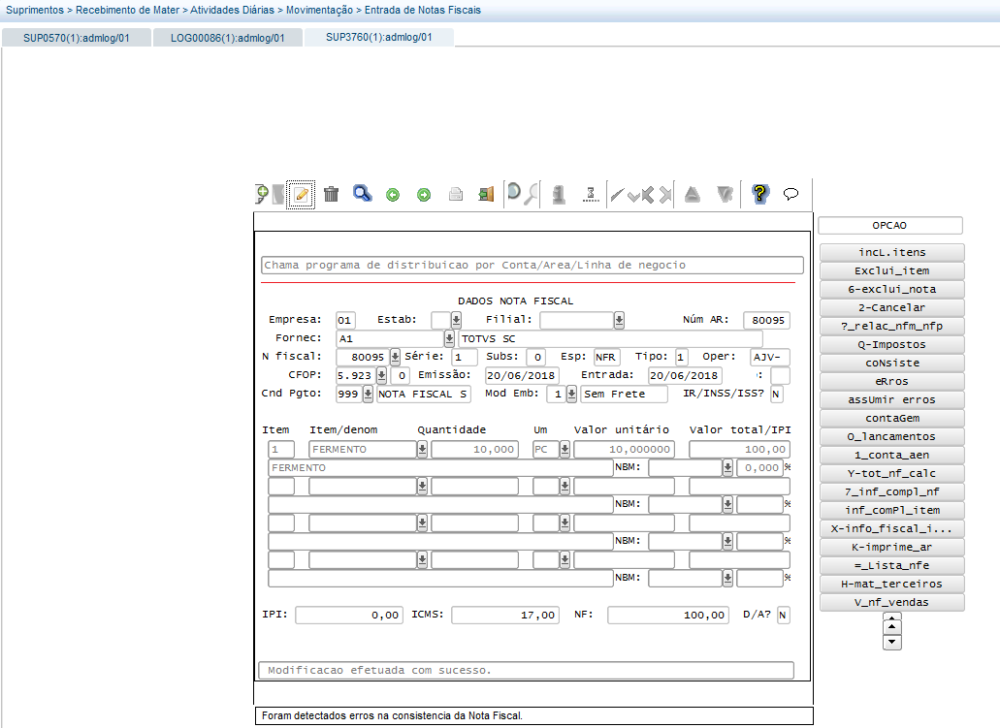 Suprimentos > Recebimento de Mater > Atividades Diárias > Movimentação > Entrada de Notas Fiscais
SUP0570(1):admlog/01 LOG00086(1):admlog/01 SUP3760(1):admlog/01
OPCAO
Chama programa de distribuicao por Conta/Area/Linha de negocio
DADOS NOTA FISCAL
Empresa: 01 Estab: Filial: Núm AR: 80095
Fornec: A1 TOTVS SC
N fiscal: 80095 Série: 1 Subs: 0 Esp: NFR Tipo: 1 Oper: AJV-
CFOP: 5.923 0 Emissão: 20/06/2018 Entrada: 20/06/2018 :
Cnd Pgto: 999 NOTA FISCAL S Mod Emb: 1 Sem Frete IR/INSS/ISS? N
Item Item/denom Quantidade Um Valor unitário Valor total/IPI
1 FERMENTO 10,000 PC 10,000000 100,00
FERMENTO NBM: 0,000 %
NBM: %
NBM: %
NBM: %
IPI: 0,00 ICMS: 17,00 NF: 100,00 D/A? N
Modificacao efetuada com sucesso.
Foram detectados erros na consistencia da Nota Fiscal.
incL.itens
Exclui_item
6-exclui_nota
2-Cancelar
?_relac_nfm_nfp
Q-Impostos
coNsiste
eRros
assUmir erros
contaGem
O_lancamentos
1_conta_aen
Y-tot_nf_calc
7_inf_compl_nf
inf_comPl_item
X-info_fiscal_i...
K-imprime_ar
=_Lista_nfe
H-mat_terceiros
V_nf_vendas